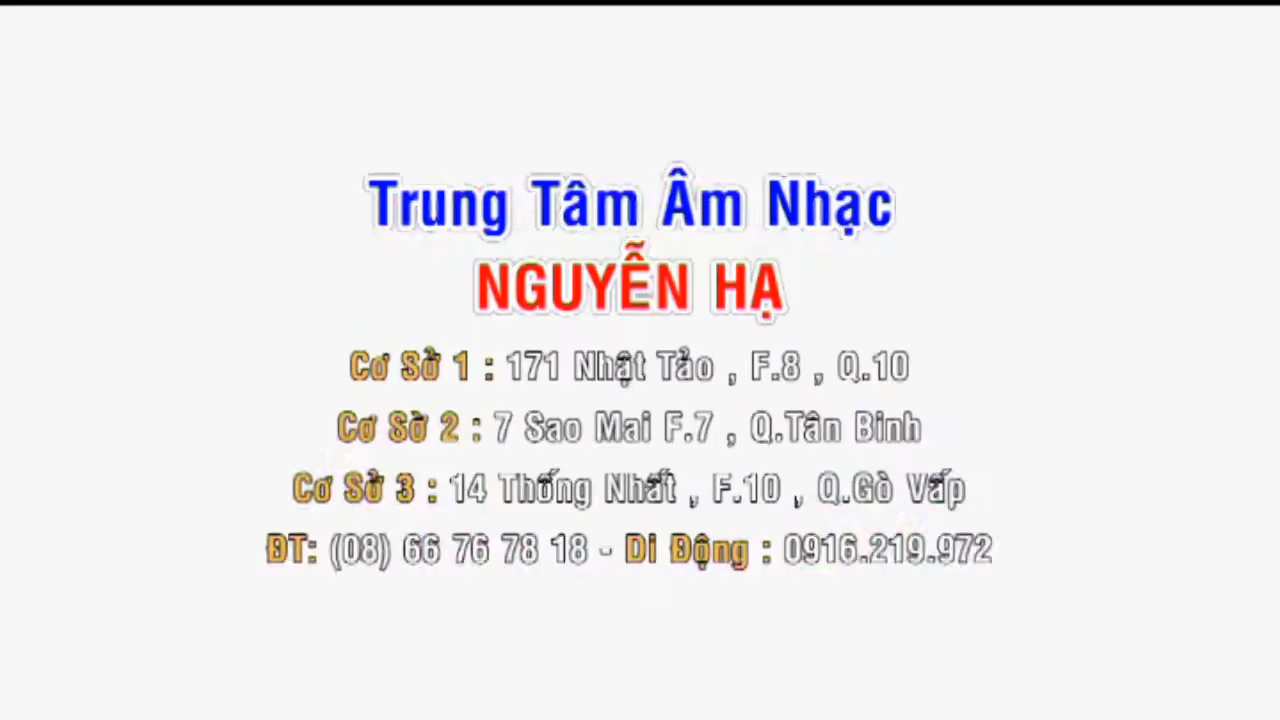 Trung Tâm Âm Nhạc
NGUYỄN HẠ
Cơ Sở 1 : 171 Nhật Tảo , F.8 , Q.10
Cơ Sở 2 : 7 Sao Mai F.7 , Q.Tân Bình
Cơ Sở 3 : 14 Thống Nhất , F.10 , Q.Gò Vấp
ĐT: (08) 66 76 78 18 - Di Động : 0916.219.972